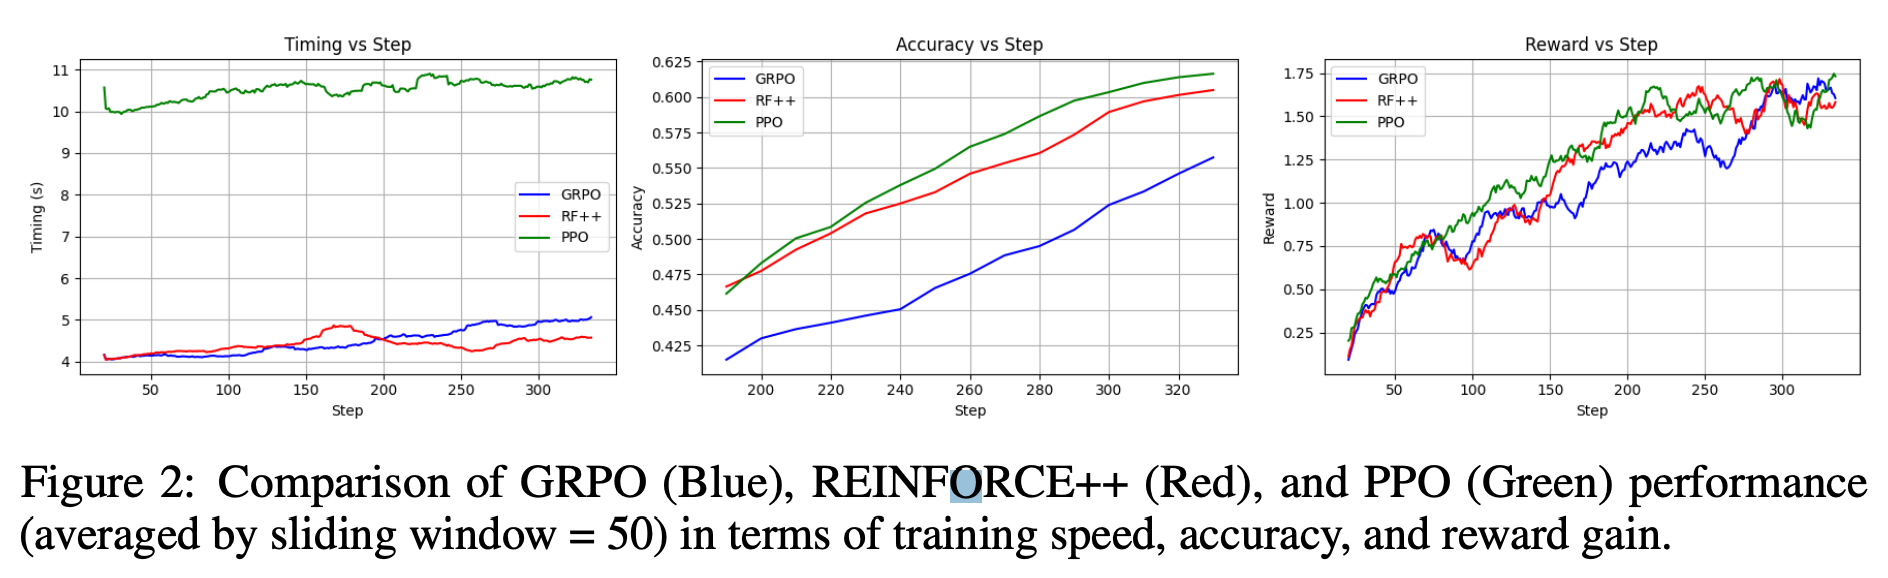 Timing vs Step
11
10
9
8
7
6
5
4
Timing (s)
GRPO
RF++
PPO
50 100 150 200 250 300
Step
Accuracy vs Step
0.625
0.600
0.575
0.550
0.525
0.500
0.475
0.450
0.425
Accuracy
GRPO
RF++
PPO
200 220 240 260 280 300 320
Step
Reward vs Step
1.75
1.50
1.25
1.00
0.75
0.50
0.25
Reward
GRPO
RF++
PPO
50 100 150 200 250 300
Step
Figure 2: Comparison of GRPO (Blue), REINFORCE++ (Red), and PPO (Green) performance
(averaged by sliding window = 50) in terms of training speed, accuracy, and reward gain.